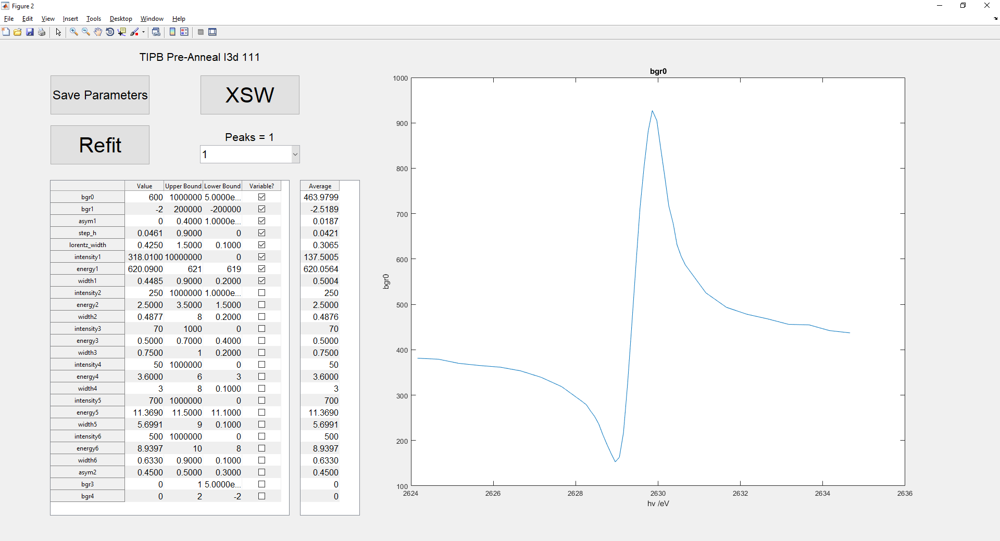 Figure 2
File Edit View Insert Tools Desktop Window Help
TIPB Pre-Anneal I3d 111
Save Parameters
XSW
Refit
Peaks = 1
1
Value Upper Bound Lower Bound Variable? Average
bgr0 600 1000000 5.0000e... 463.9799
bgr1 -2 200000 -200000 -2.5189
asym1 0 0.4000 1.0000e... 0.0187
step_h 0.0461 0.9000 0 0.0421
lorentz_width 0.4250 1.5000 0.1000 0.3065
intensity1 318.0100 10000000 0 137.5005
energy1 620.0900 621 619 620.0564
width1 0.4485 0.9000 0.2000 0.5004
intensity2 250 1000000 1.0000e... 250
energy2 2.5000 3.5000 1.5000 2.5000
width2 0.4877 8 0.2000 0.4876
intensity3 70 1000 0 70
energy3 0.5000 0.7000 0.4000 0.5000
width3 0.7500 1 0.2000 0.7500
intensity4 50 1000000 0 50
energy4 3.6000 6 3 3.6000
width4 3 8 0.1000 3
intensity5 700 1000000 0 700
energy5 11.3690 11.5000 11.1000 11.3690
width5 5.6991 9 0.1000 5.6991
intensity6 500 1000000 0 500
energy6 8.9397 10 8 8.9397
width6 0.6330 0.9000 0.1000 0.6330
asym2 0.4500 0.5000 0.3000 0.4500
bgr3 0 1 5.0000e... 0
bgr4 0 2 -2 0
bgr0
1000
900
800
700
600
500
400
300
200
100
bgr0
2624 2626 2628 2630 2632 2634 2636
hv /eV